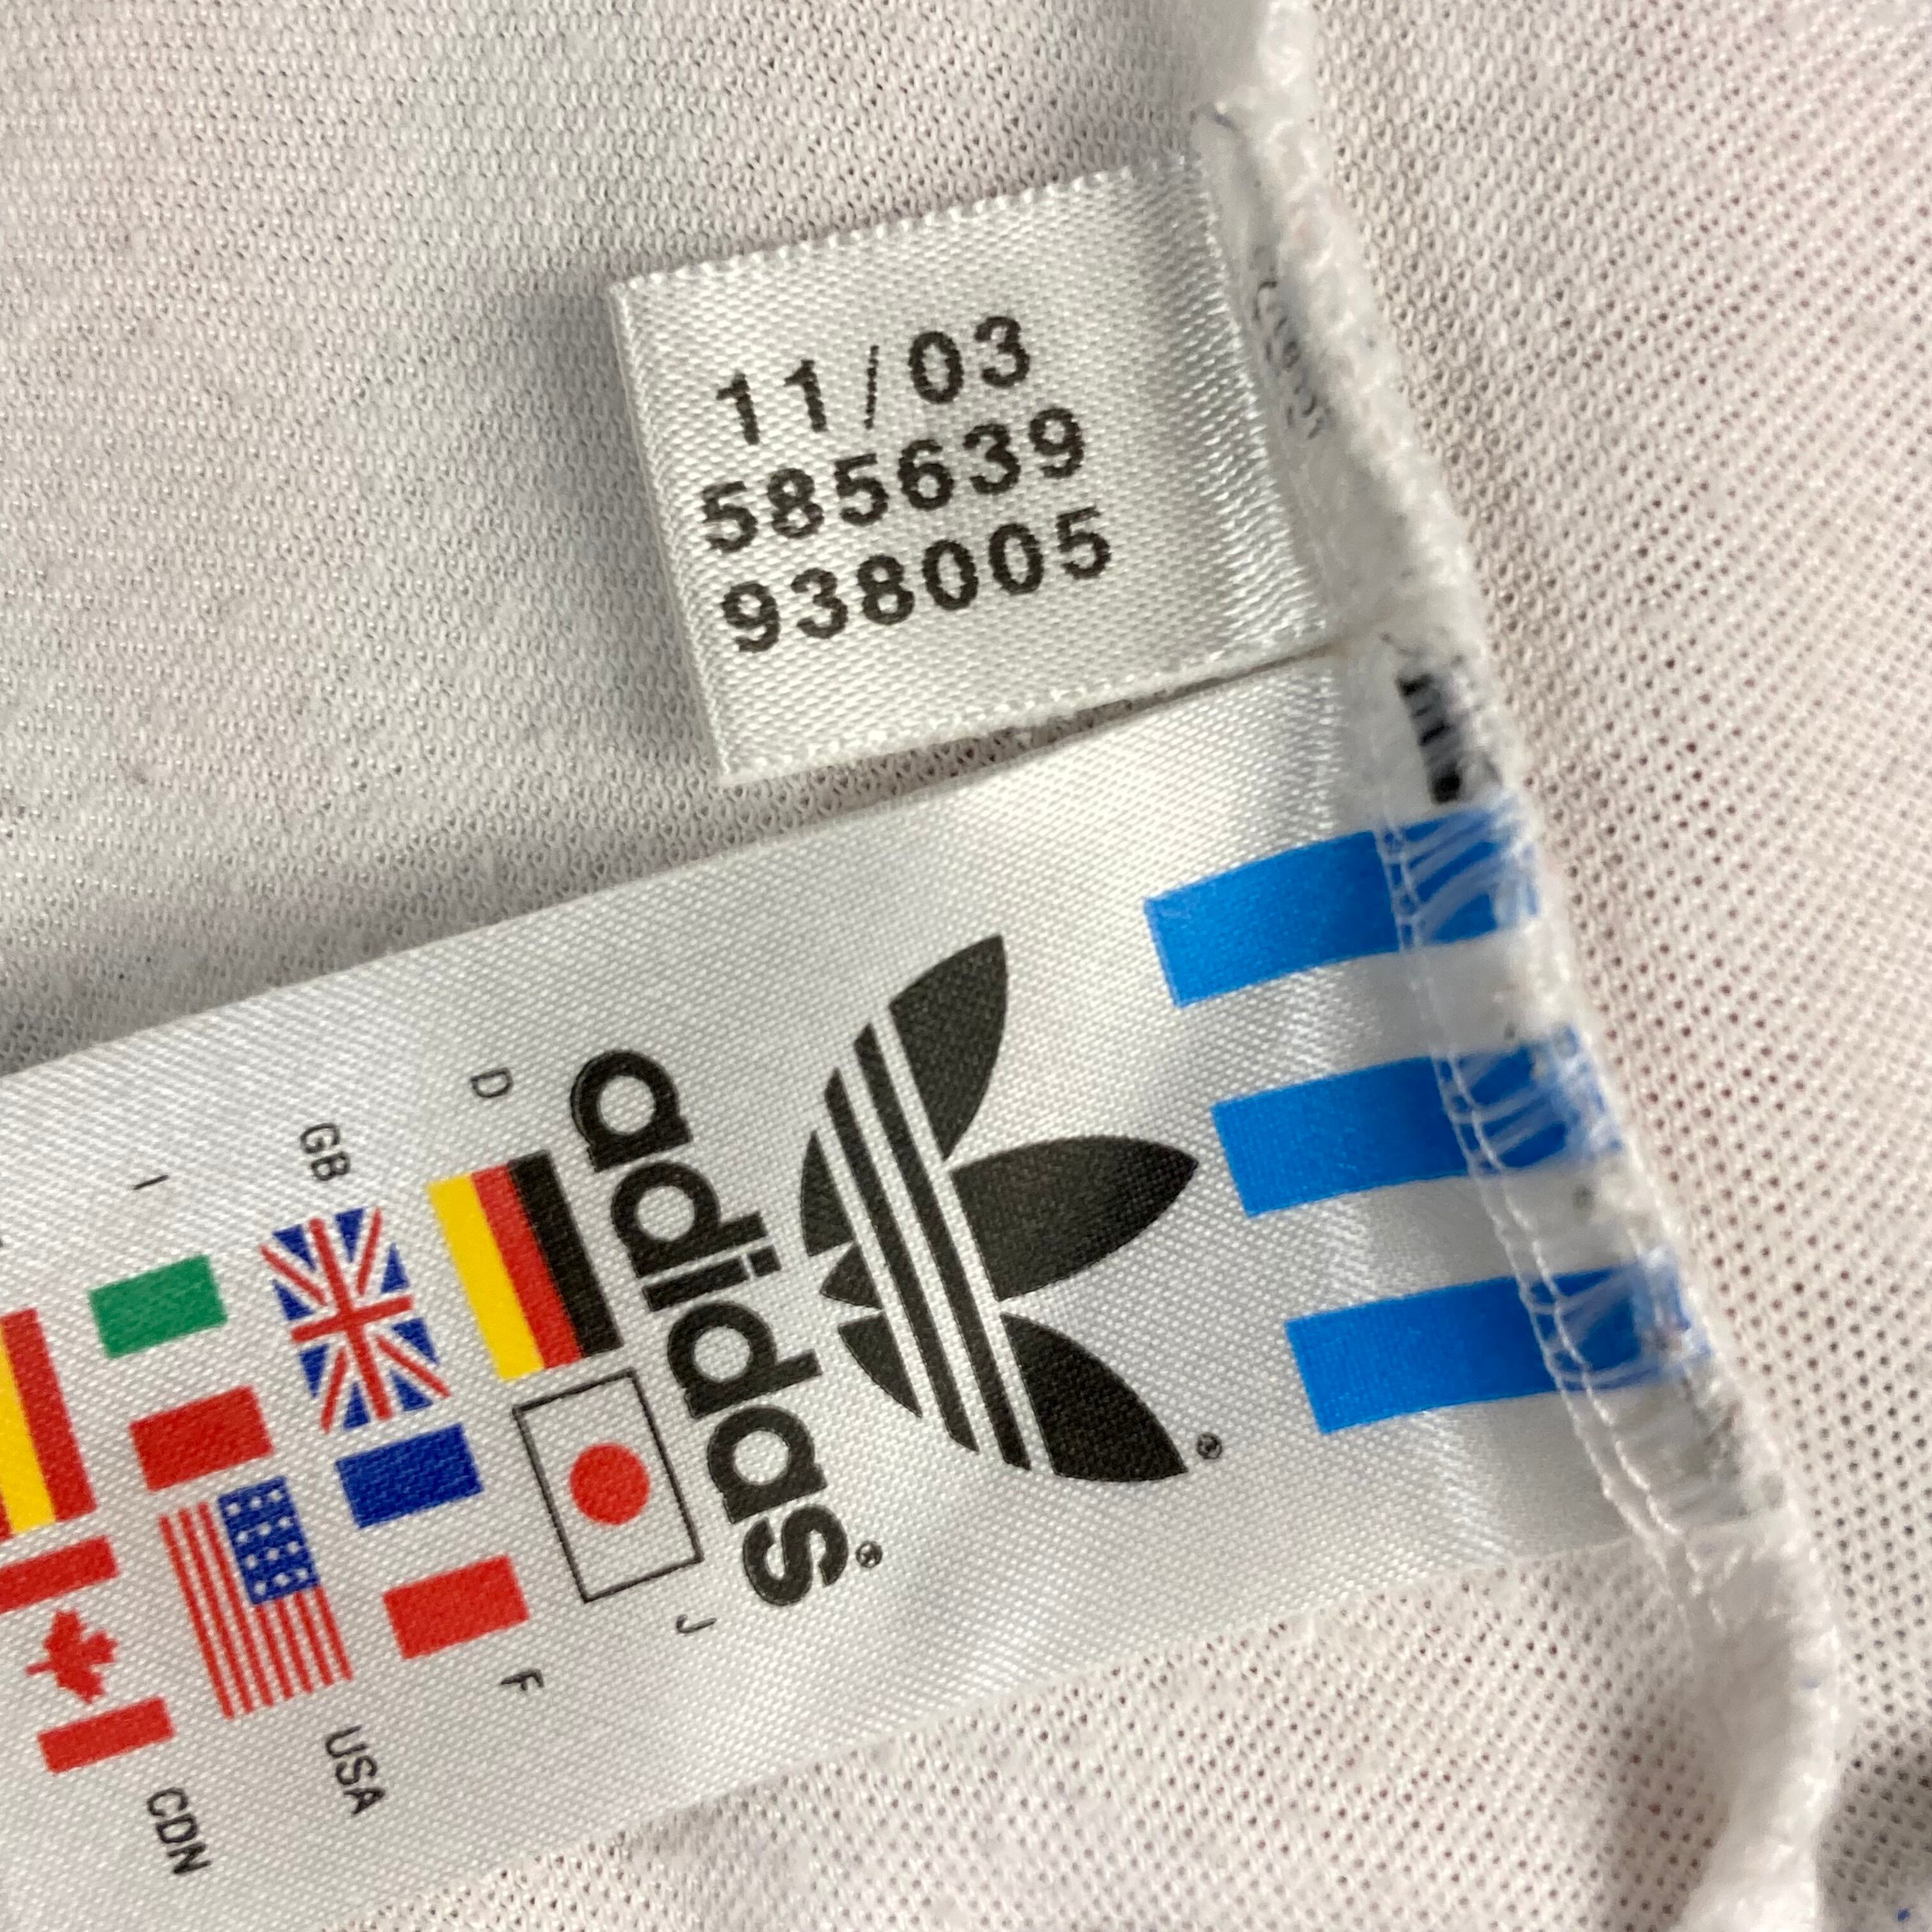 11/03
585639
938005
®
adidas®
D
J
GB
F
I
USA
CDN